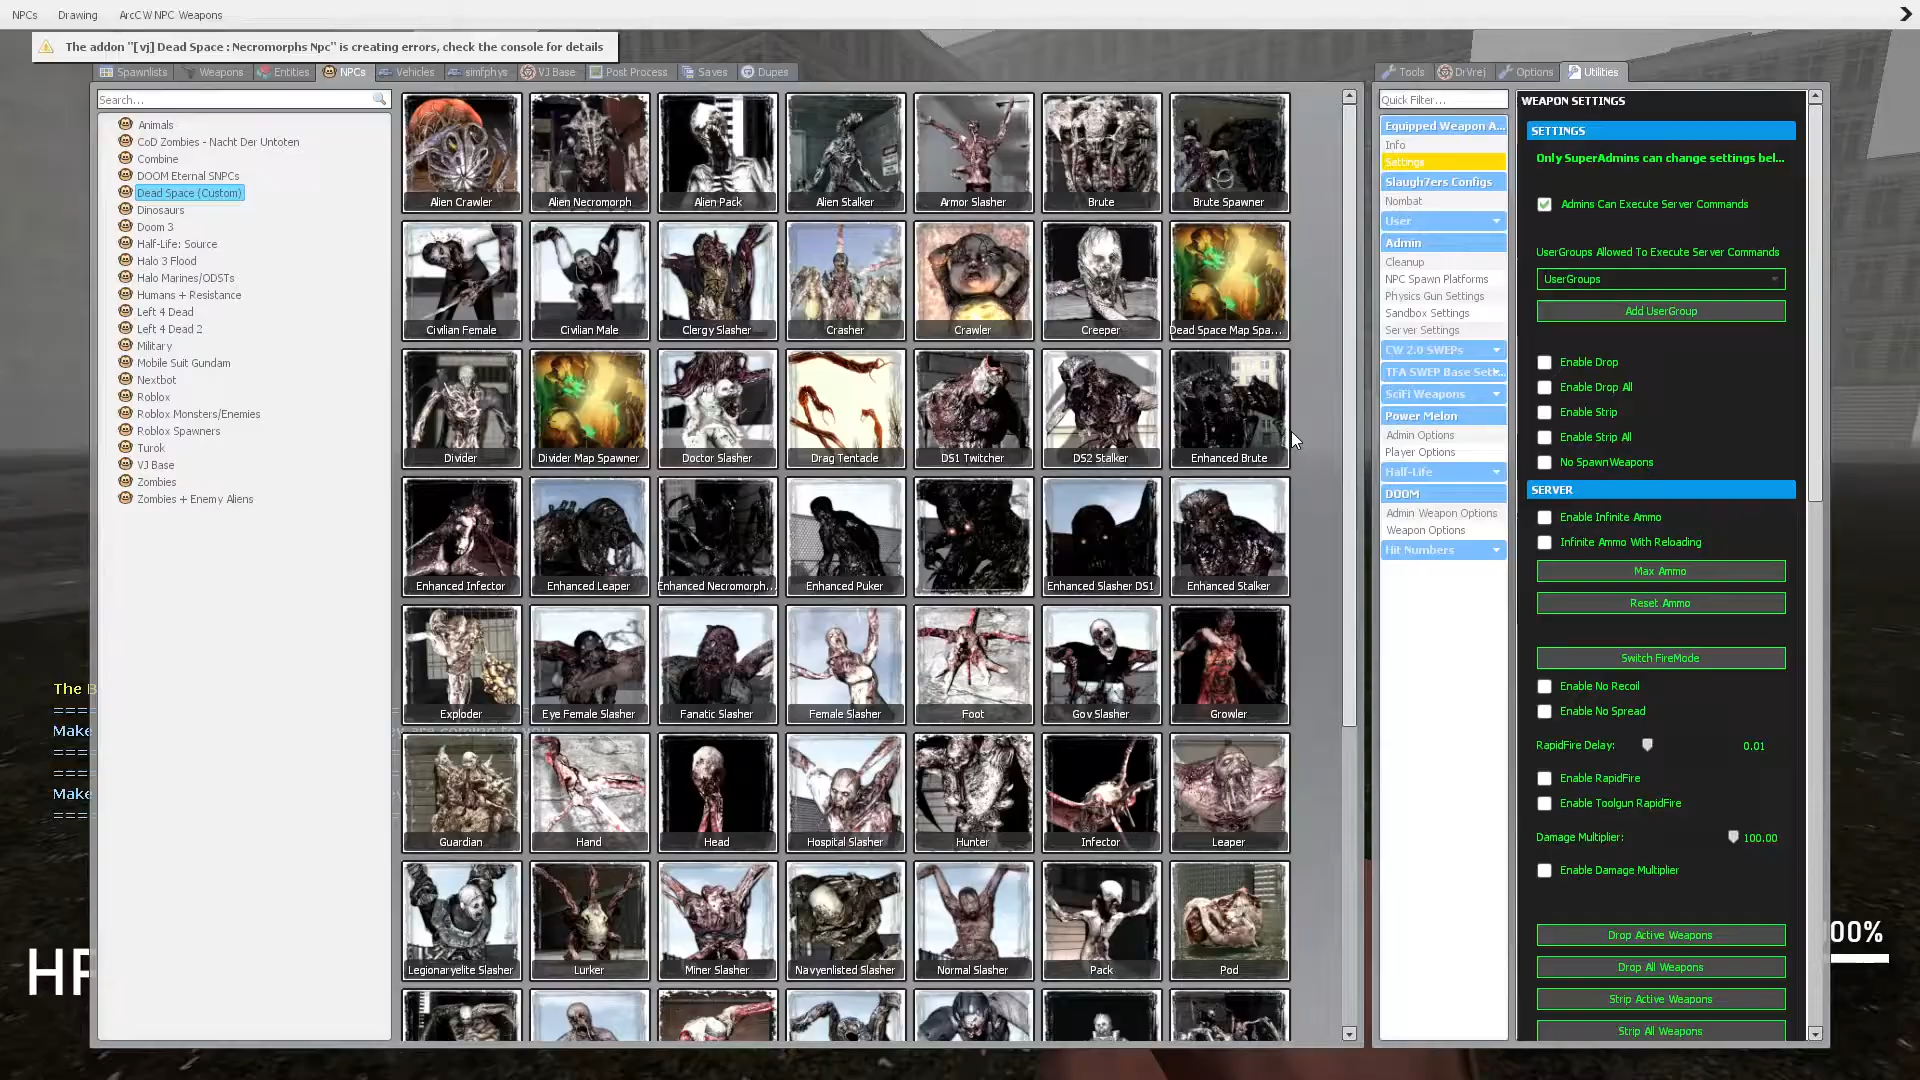 NPCs Drawing ArcCW NPC Weapons
The addon "[vj] Dead Space : Necromorphs Npc" is creating errors, check the console for details
Spawnlists Weapons Entities NPCs Vehicles simfphys VJ Base Post Process Saves Dupes
Search...
Animals
CoD Zombies - Nacht Der Untoten
Combine
DOOM Eternal SNPCs
Dead Space (Custom)
Dinosaurs
Doom 3
Half-Life: Source
Halo 3 Flood
Halo Marines/ODSTs
Humans + Resistance
Left 4 Dead
Left 4 Dead 2
Military
Mobile Suit Gundam
Nextbot
Roblox
Roblox Monsters/Enemies
Roblox Spawners
Turok
VJ Base
Zombies
Zombies + Enemy Aliens
Alien Crawler Alien Necromorph Alien Pack Alien Stalker Armor Slasher Brute Brute Spawner
Civilian Female Civilian Male Clergy Slasher Crasher Crawler Creeper Dead Space Map Spa...
Divider Divider Map Spawner Doctor Slasher Drag Tentacle DS1 Twitcher DS2 Stalker Enhanced Brute
Enhanced Infector Enhanced Leaper Enhanced Necromorph... Enhanced Puker Enhanced Slasher DS1 Enhanced Stalker
Exploder Eye Female Slasher Fanatic Slasher Female Slasher Foot Gov Slasher Growler
Guardian Hand Head Hospital Slasher Hunter Infector Leaper
Legionaryelite Slasher Lurker Miner Slasher Navyenlisted Slasher Normal Slasher Pack Pod
The B
====
Make
====
====
Make
====
HP
Tools DrVrej Options Utilities
Quick Filter...
Equipped Weapon A...
Info
Settings
Slaugh7ers Configs
Nombat
User
Admin
Cleanup
NPC Spawn Platforms
Physics Gun Settings
Sandbox Settings
Server Settings
CW 2.0 SWEPs
TFA SWEP Base Sett...
SciFi Weapons
Power Melon
Admin Options
Player Options
Half-Life
DOOM
Admin Weapon Options
Weapon Options
Hit Numbers
WEAPON SETTINGS
SETTINGS
Only SuperAdmins can change settings bel...
Admins Can Execute Server Commands
UserGroups Allowed To Execute Server Commands
UserGroups
Add UserGroup
Enable Drop
Enable Drop All
Enable Strip
Enable Strip All
No SpawnWeapons
SERVER
Enable Infinite Ammo
Infinite Ammo With Reloading
Max Ammo
Reset Ammo
Switch FireMode
Enable No Recoil
Enable No Spread
RapidFire Delay: 0.01
Enable RapidFire
Enable Toolgun RapidFire
Damage Multiplier: 100.00
Enable Damage Multiplier
Drop Active Weapons
Drop All Weapons
Strip Active Weapons
Strip All Weapons
00%